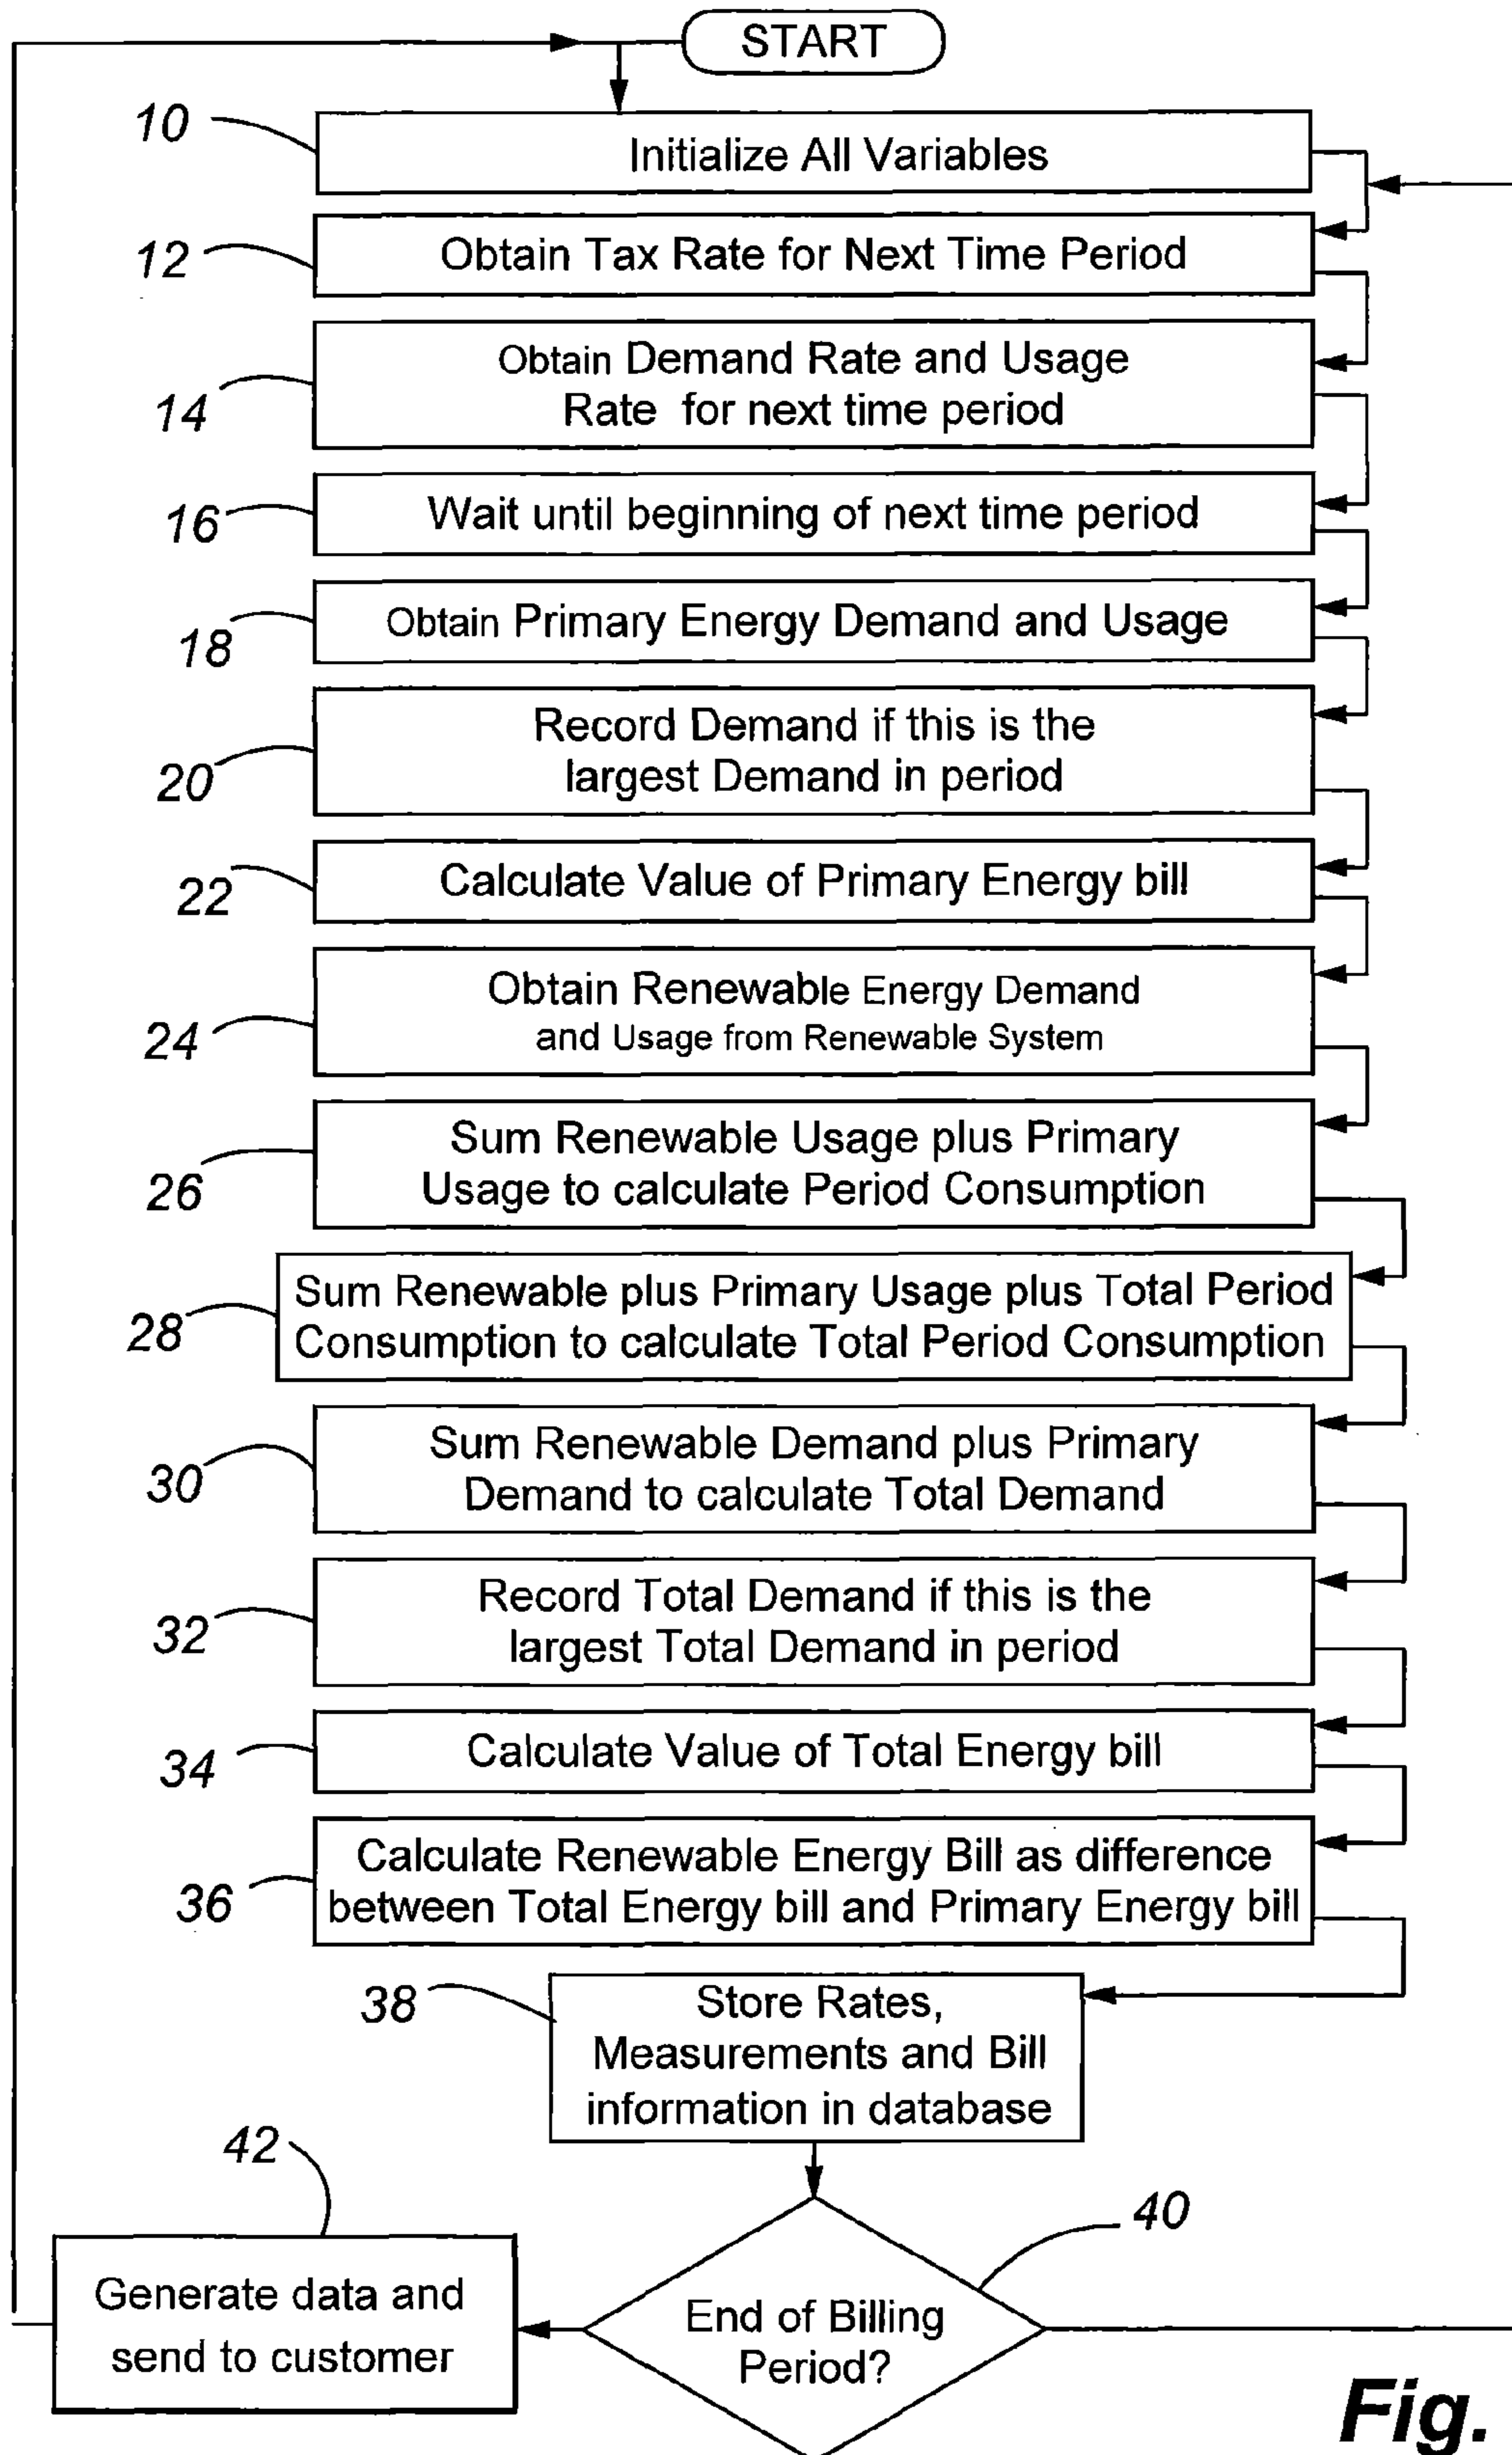 START
10
Initialize All Variables
12
Obtain Tax Rate for Next Time Period
14
Obtain Demand Rate and Usage
Rate for next time period
16
Wait until beginning of next time period
18
Obtain Primary Energy Demand and Usage
20
Record Demand if this is the
largest Demand in period
22
Calculate Value of Primary Energy bill
24
Obtain Renewable Energy Demand
and Usage from Renewable System
26
Sum Renewable Usage plus Primary
Usage to calculate Period Consumption
28
Sum Renewable plus Primary Usage plus Total Period
Consumption to calculate Total Period Consumption
30
Sum Renewable Demand plus Primary
Demand to calculate Total Demand
32
Record Total Demand if this is the
largest Total Demand in period
34
Calculate Value of Total Energy bill
36
Calculate Renewable Energy Bill as difference
between Total Energy bill and Primary Energy bill
38
Store Rates,
Measurements and Bill
information in database
42
Generate data and
send to customer
40
End of Billing
Period?
Fig.